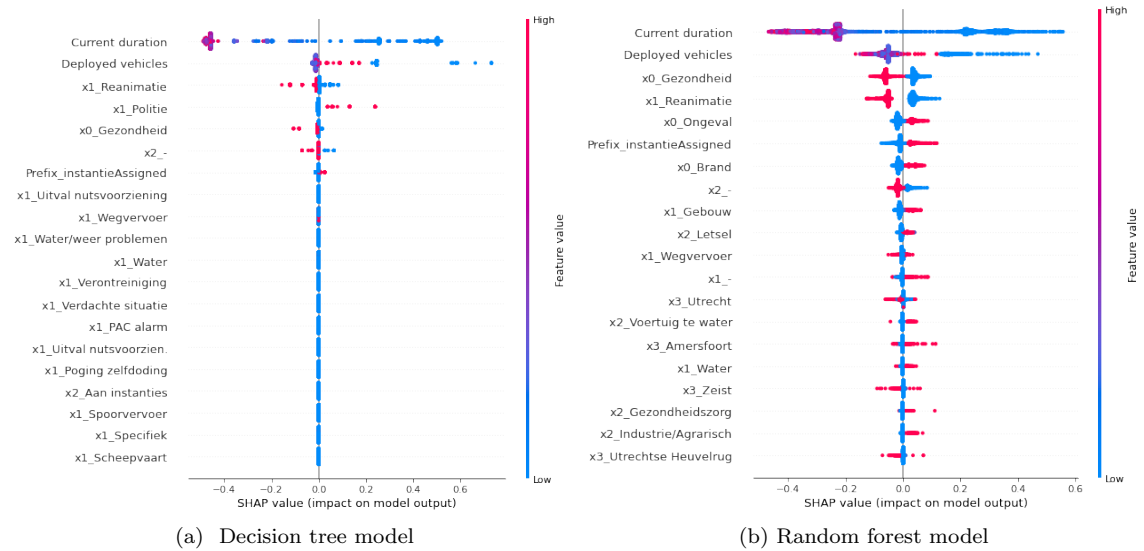 Current duration
Deployed vehicles
x1_Reanimatie
x1_Politie
x0_Gezondheid
x2_-
Prefix_instantieAssigned
x1_Uitval nutsvoorziening
x1_Wegvervoer
x1_Water/weer problemen
x1_Water
x1_Verontreiniging
x1_Verdachte situatie
x1_PAC alarm
x1_Uitval nutsvoorzien.
x1_Poging zelfdoding
x2_Aan instanties
x1_Spoorvervoer
x1_Specifiek
x1_Scheepvaart
−0.4 −0.2 0.0 0.2 0.4 0.6
SHAP value (impact on model output)
High
Feature value
Low
(a) Decision tree model
Current duration
Deployed vehicles
x0_Gezondheid
x1_Reanimatie
x0_Ongeval
Prefix_instantieAssigned
x0_Brand
x2_-
x1_Gebouw
x2_Letsel
x1_Wegvervoer
x1_-
x3_Utrecht
x2_Voertuig te water
x3_Amersfoort
x1_Water
x3_Zeist
x2_Gezondheidszorg
x2_Industrie/Agrarisch
x3_Utrechtse Heuvelrug
−0.4 −0.2 0.0 0.2 0.4 0.6
SHAP value (impact on model output)
High
Feature value
Low
(b) Random forest model